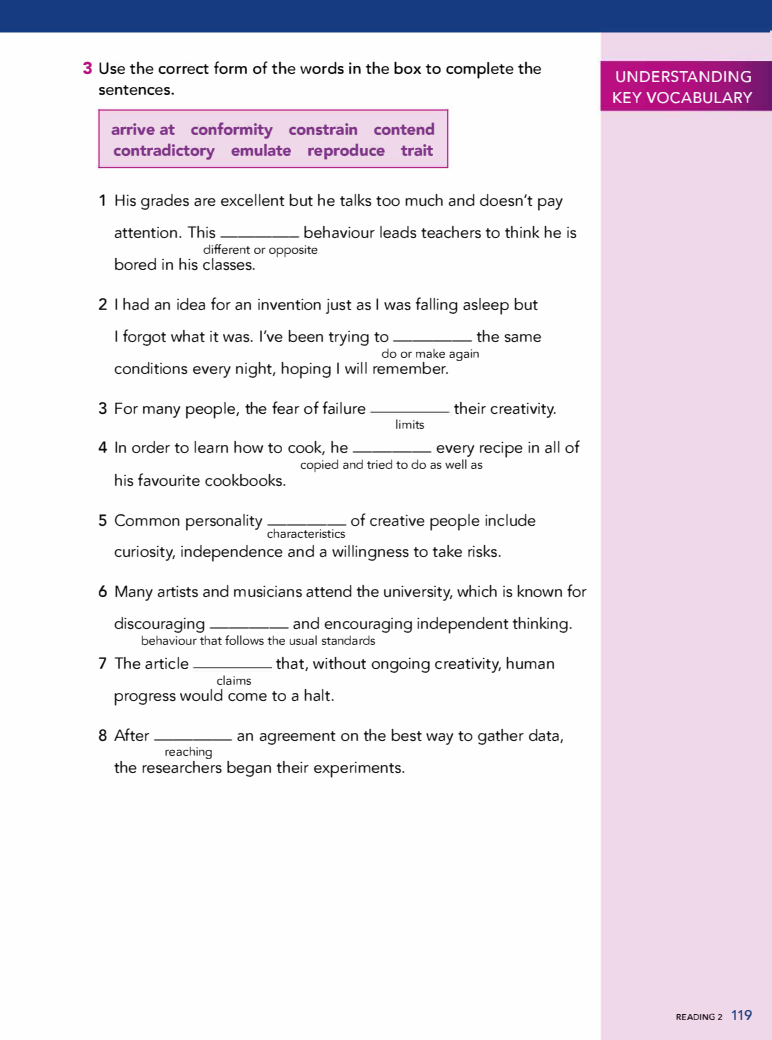 3 Use the correct form of the words in the box to complete the
sentences.
UNDERSTANDING
KEY VOCABULARY
arrive at conformity constrain contend
contradictory emulate reproduce trait
1 His grades are excellent but he talks too much and doesn't pay
attention. This ________ behaviour leads teachers to think he is
different or opposite
bored in his classes.
2 I had an idea for an invention just as I was falling asleep but
I forgot what it was. I've been trying to ________ the same
do or make again
conditions every night, hoping I will remember.
3 For many people, the fear of failure ________ their creativity.
limits
4 In order to learn how to cook, he ________ every recipe in all of
copied and tried to do as well as
his favourite cookbooks.
5 Common personality ________ of creative people include
characteristics
curiosity, independence and a willingness to take risks.
6 Many artists and musicians attend the university, which is known for
discouraging ________ and encouraging independent thinking.
behaviour that follows the usual standards
7 The article ________ that, without ongoing creativity, human
claims
progress would come to a halt.
8 After ________ an agreement on the best way to gather data,
reaching
the researchers began their experiments.
READING 2 119